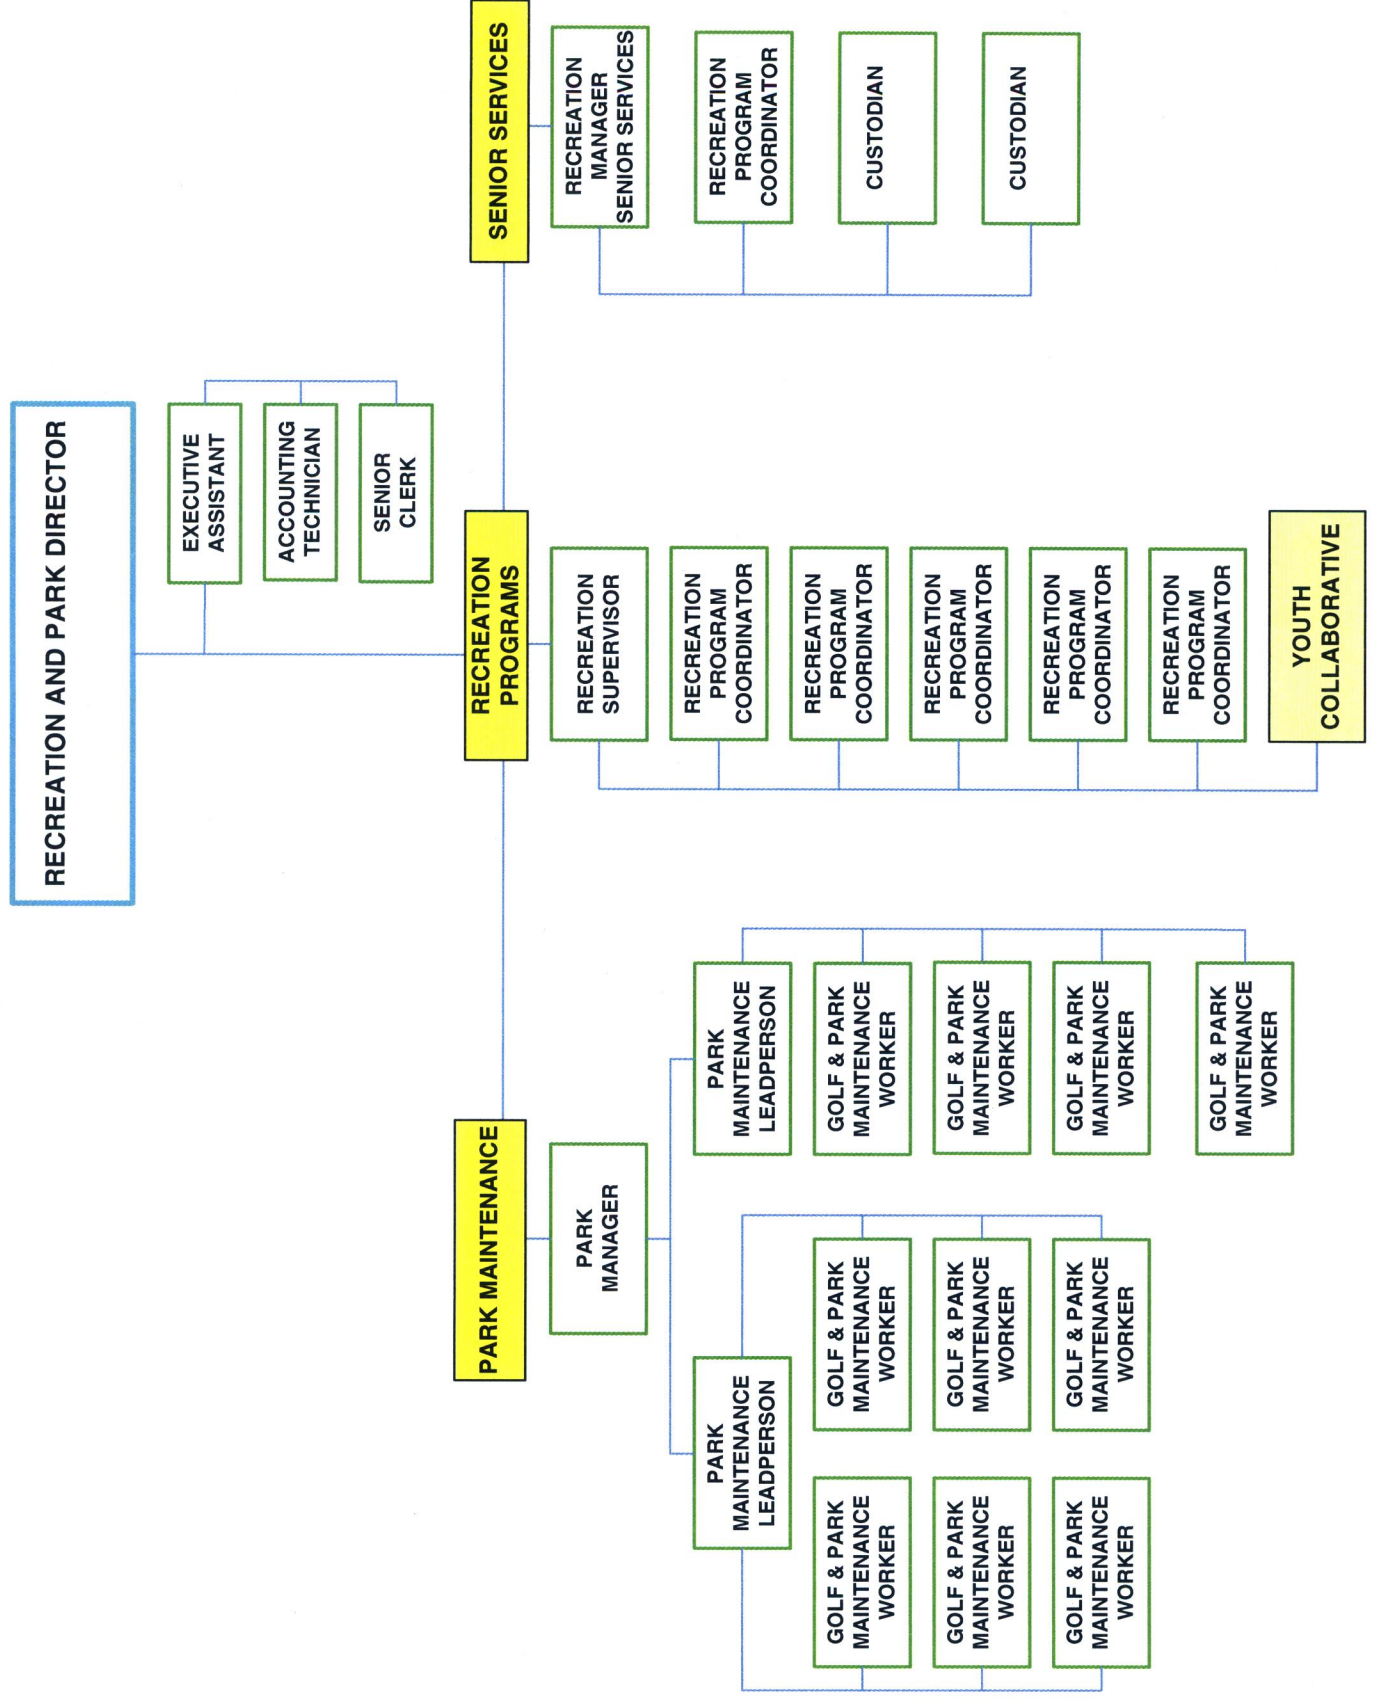 RECREATION AND PARK DIRECTOR
EXECUTIVE
ASSISTANT
ACCOUNTING
TECHNICIAN
SENIOR
CLERK
PARK MAINTENANCE
RECREATION
PROGRAMS
SENIOR SERVICES
PARK
MANAGER
PARK
MAINTENANCE
LEADPERSON
GOLF & PARK
MAINTENANCE
WORKER
GOLF & PARK
MAINTENANCE
WORKER
GOLF & PARK
MAINTENANCE
WORKER
GOLF & PARK
MAINTENANCE
WORKER
GOLF & PARK
MAINTENANCE
WORKER
GOLF & PARK
MAINTENANCE
WORKER
PARK
MAINTENANCE
LEADPERSON
GOLF & PARK
MAINTENANCE
WORKER
GOLF & PARK
MAINTENANCE
WORKER
GOLF & PARK
MAINTENANCE
WORKER
GOLF & PARK
MAINTENANCE
WORKER
RECREATION
SUPERVISOR
RECREATION
PROGRAM
COORDINATOR
RECREATION
PROGRAM
COORDINATOR
RECREATION
PROGRAM
COORDINATOR
RECREATION
PROGRAM
COORDINATOR
RECREATION
PROGRAM
COORDINATOR
YOUTH
COLLABORATIVE
RECREATION
MANAGER
SENIOR SERVICES
RECREATION
PROGRAM
COORDINATOR
CUSTODIAN
CUSTODIAN